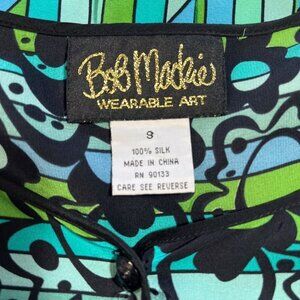 Bob Mackie
WEARABLE ART
S
100% SILK
MADE IN CHINA
RN 90133
CARE SEE REVERSE